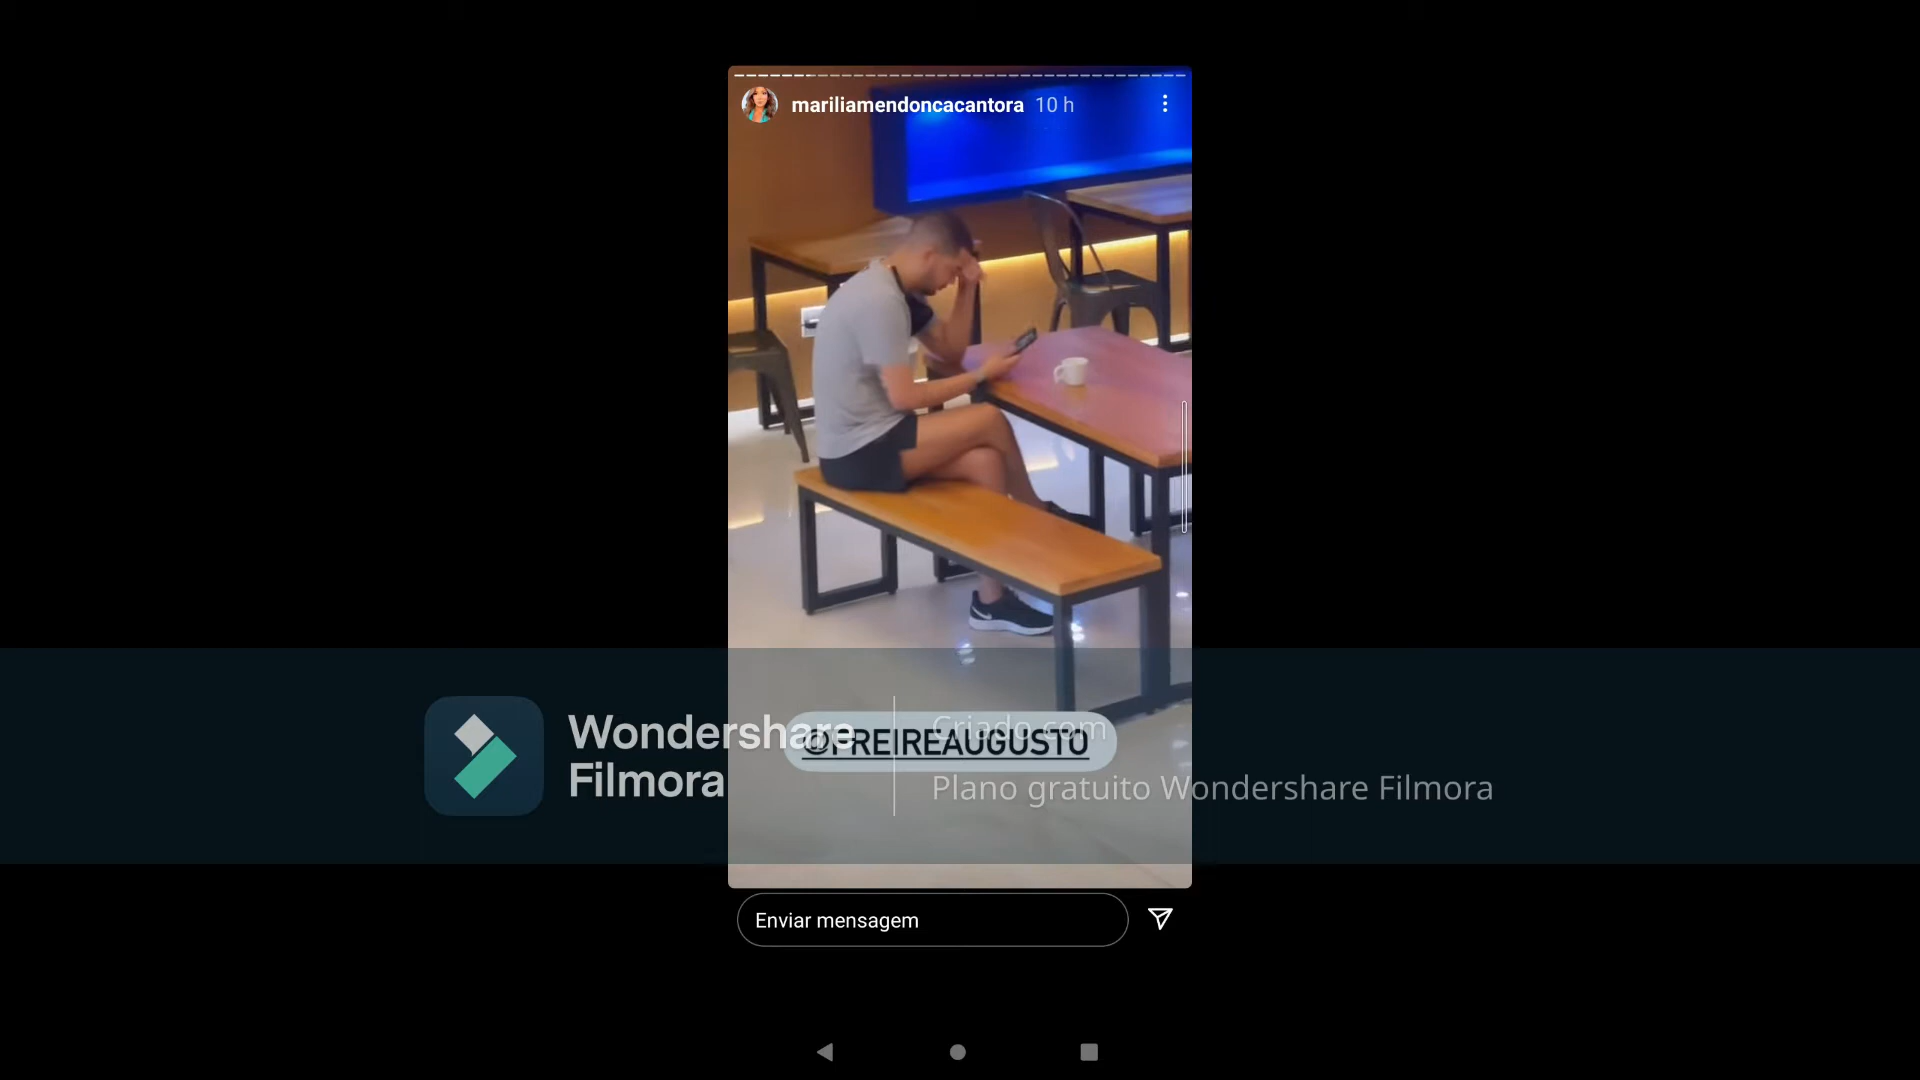 mariliamendoncacantora 10 h
Wondershare
Filmora
@FREIREAUGUSTO
Criado com
Plano gratuito Wondershare Filmora
Enviar mensagem